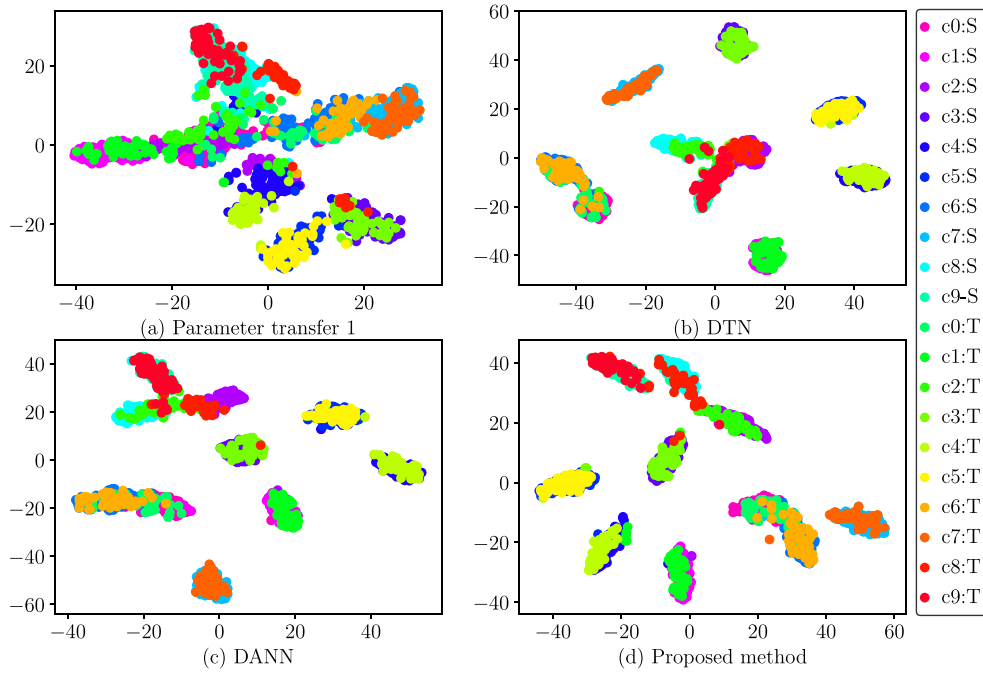 20
0
−20
−40
−20
0
20
(a) Parameter transfer 1
60
40
20
0
−20
−40
−40
−20
0
20
40
(b) DTN
40
20
0
−20
−40
−60
−40
−20
0
20
40
(c) DANN
40
20
0
−20
−40
−40
−20
0
20
40
60
(d) Proposed method
c0:S
c1:S
c2:S
c3:S
c4:S
c5:S
c6:S
c7:S
c8:S
c9-S
c0:T
c1:T
c2:T
c3:T
c4:T
c5:T
c6:T
c7:T
c8:T
c9:T